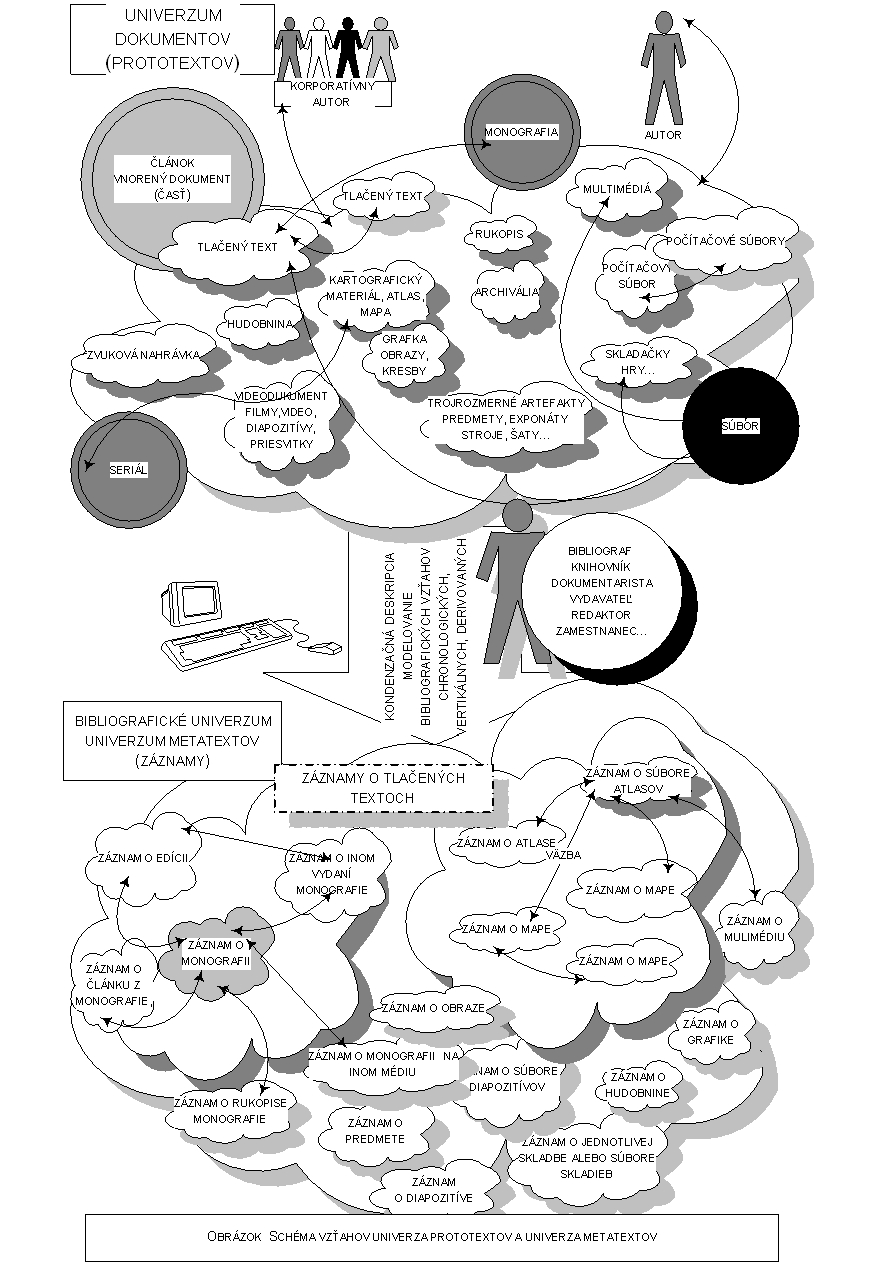 UNIVERZUM
DOKUMENTOV
(PROTOTEXTOV)
KORPORATÍVNY
AUTOR
AUTOR
MONOGRAFIA
ČLÁNOK
VNORENÝ DOKUMENT
(ČASŤ)
TLAČENÝ TEXT
TLAČENÝ TEXT
MULTIMÉDIÁ
RUKOPIS
POČÍTAČOVÉ SÚBORY
POČÍTAČOVÝ
SÚBOR
KARTOGRAFICKÝ
MATERIÁL, ATLAS,
MAPA
ARCHIVÁLIA
HUDOBNINA
ZVUKOVÁ NAHRÁVKA
GRAFKA
OBRAZY,
KRESBY
SKLADAČKY
HRY...
VIDEODUKUMENT
FILMY,VIDEO,
DIAPOZITÍVY,
PRIESVITKY
TROJROZMERNÉ ARTEFAKTY
PREDMETY, EXPONÁTY
STROJE, ŠATY...
SÚBOR
SERIÁL
KONDENZAČNÁ DESKRIPCIA
MODELOVANIE
BIBLIOGRAFICKÝCH VZŤAHOV
CHRONOLOGICKÝCH,
VERTIKÁLNYCH, DERIVOVANÝCH
BIBLIOGRAF
KNIHOVNÍK
DOKUMENTARISTA
VYDAVATEĽ
REDAKTOR
ZAMESTNANEC...
BIBLIOGRAFICKÉ UNIVERZUM
UNIVERZUM METATEXTOV
(ZÁZNAMY)
ZÁZNAMY O TLAČENÝCH
TEXTOCH
ZÁZNAM O SÚBORE
ATLASOV
ZÁZNAM O ATLASE
VÄZBA
ZÁZNAM O EDÍCII
ZÁZNAM O INOM
VYDANÍ
MONOGRAFIE
ZÁZNAM O MAPE
ZÁZNAM O MAPE
ZÁZNAM O
MULIMÉDIU
ZÁZNAM O
MONOGRAFII
ZÁZNAM O MAPE
ZÁZNAM O
ČLÁNKU Z
MONOGRAFIE,
ZÁZNAM O OBRAZE
ZÁZNAM O
GRAFIKE
ZÁZNAM O MONOGRAFII NA
INOM MÉDIU
NAM O SÚBORE
DIAPOZITÍVOV
ZÁZNAM O
HUDOBNINE
ZÁZNAM O RUKOPISE
MONOGRAFIE
ZÁZNAM O
PREDMETE
ZÁZNAM O JEDNOTLIVEJ
SKLADBE ALEBO SÚBORE
SKLADIEB
ZÁZNAM
O DIAPOZITÍVE
OBRÁZOK SCHÉMA VZŤAHOV UNIVERZA PROTOTEXTOV A UNIVERZA METATEXTOV